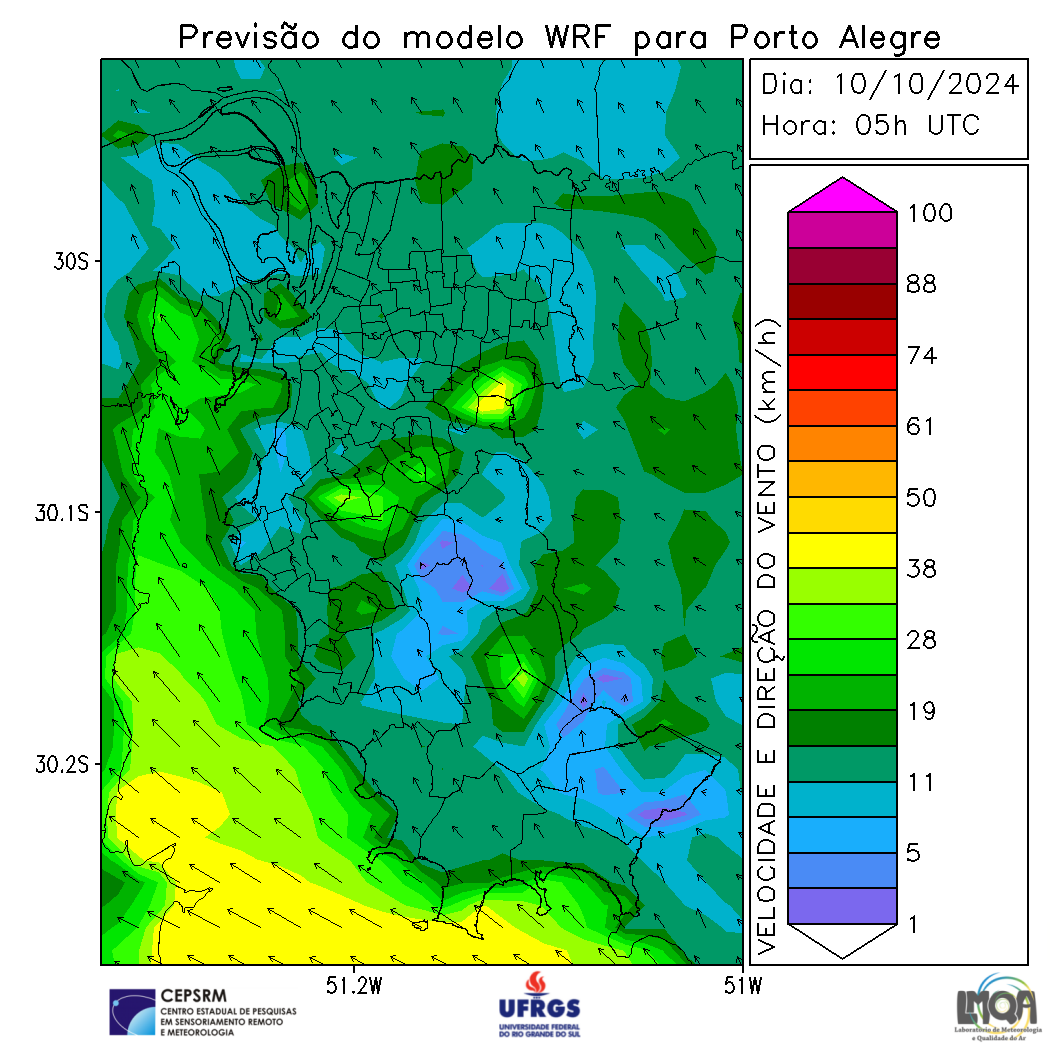 Previsão do modelo WRF para Porto Alegre
Dia: 10/10/2024
Hora: 05h UTC
30S
30.1S
30.2S
51.2W
51W
VELOCIDADE E DIREÇÃO DO VENTO (km/h)
100
88
74
61
50
38
28
19
11
5
1
CEPSRM
CENTRO ESTADUAL DE PESQUISAS
EM SENSORIAMENTO REMOTO
E METEOROLOGIA
UFRGS
UNIVERSIDADE FEDERAL
DO RIO GRANDE DO SUL
LMQA
Laboratório de Meteorologia
e Qualidade do Ar